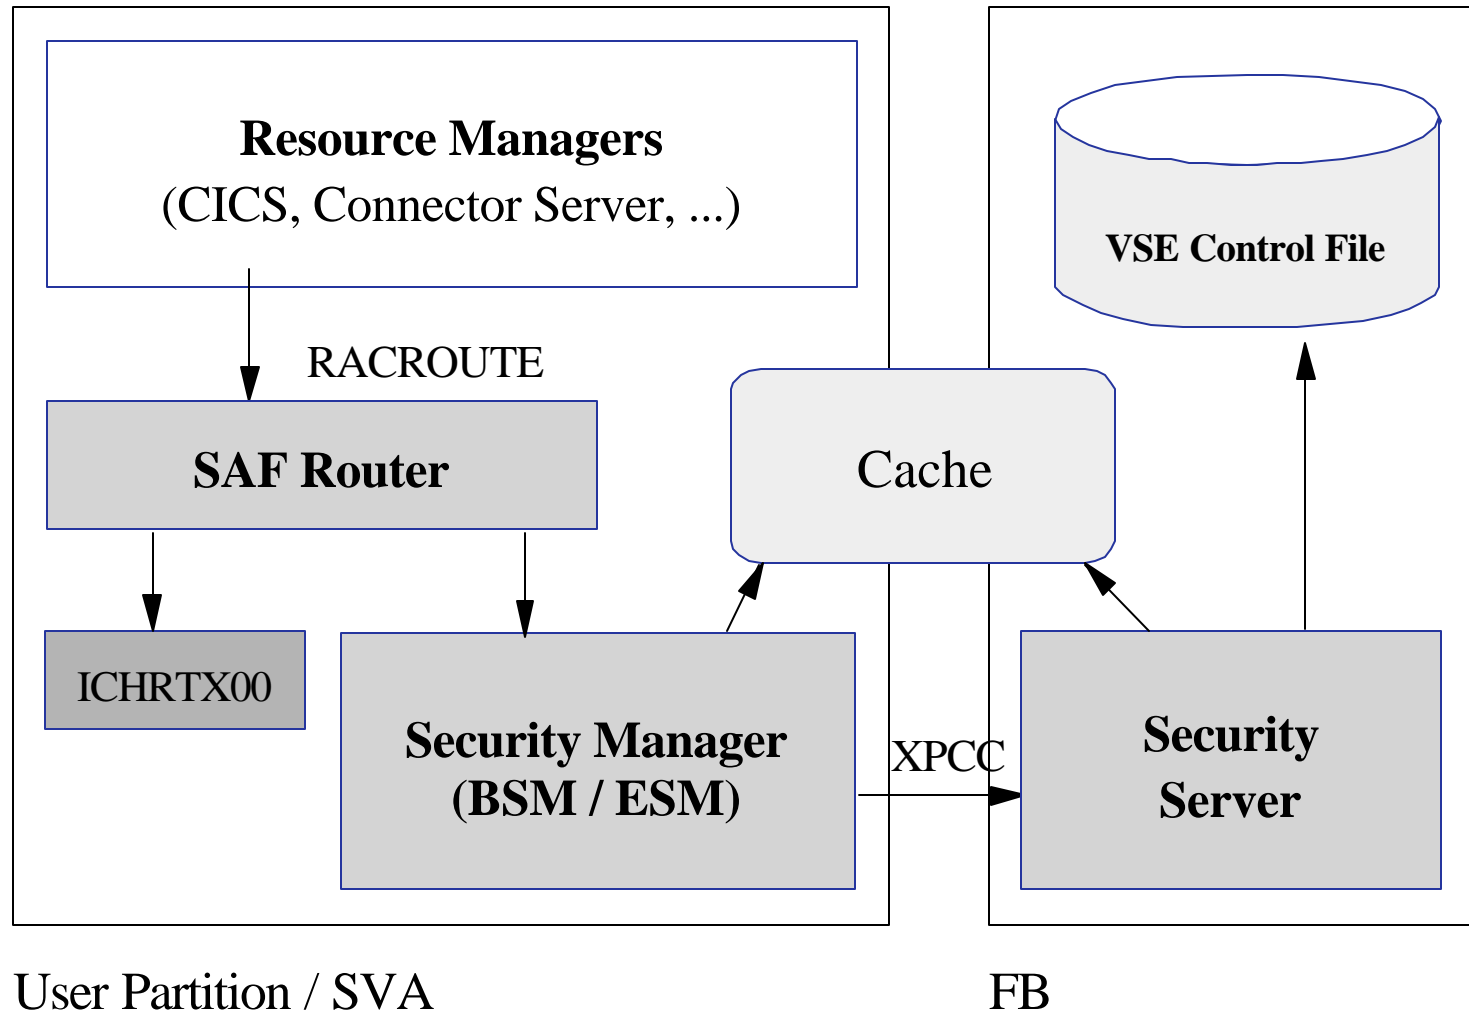 Resource Managers
(CICS, Connector Server, ...)
VSE Control File
RACROUTE
SAF Router
Cache
ICHRTX00
Security Manager
(BSM / ESM)
XPCC
Security
Server
User Partition / SVA
FB